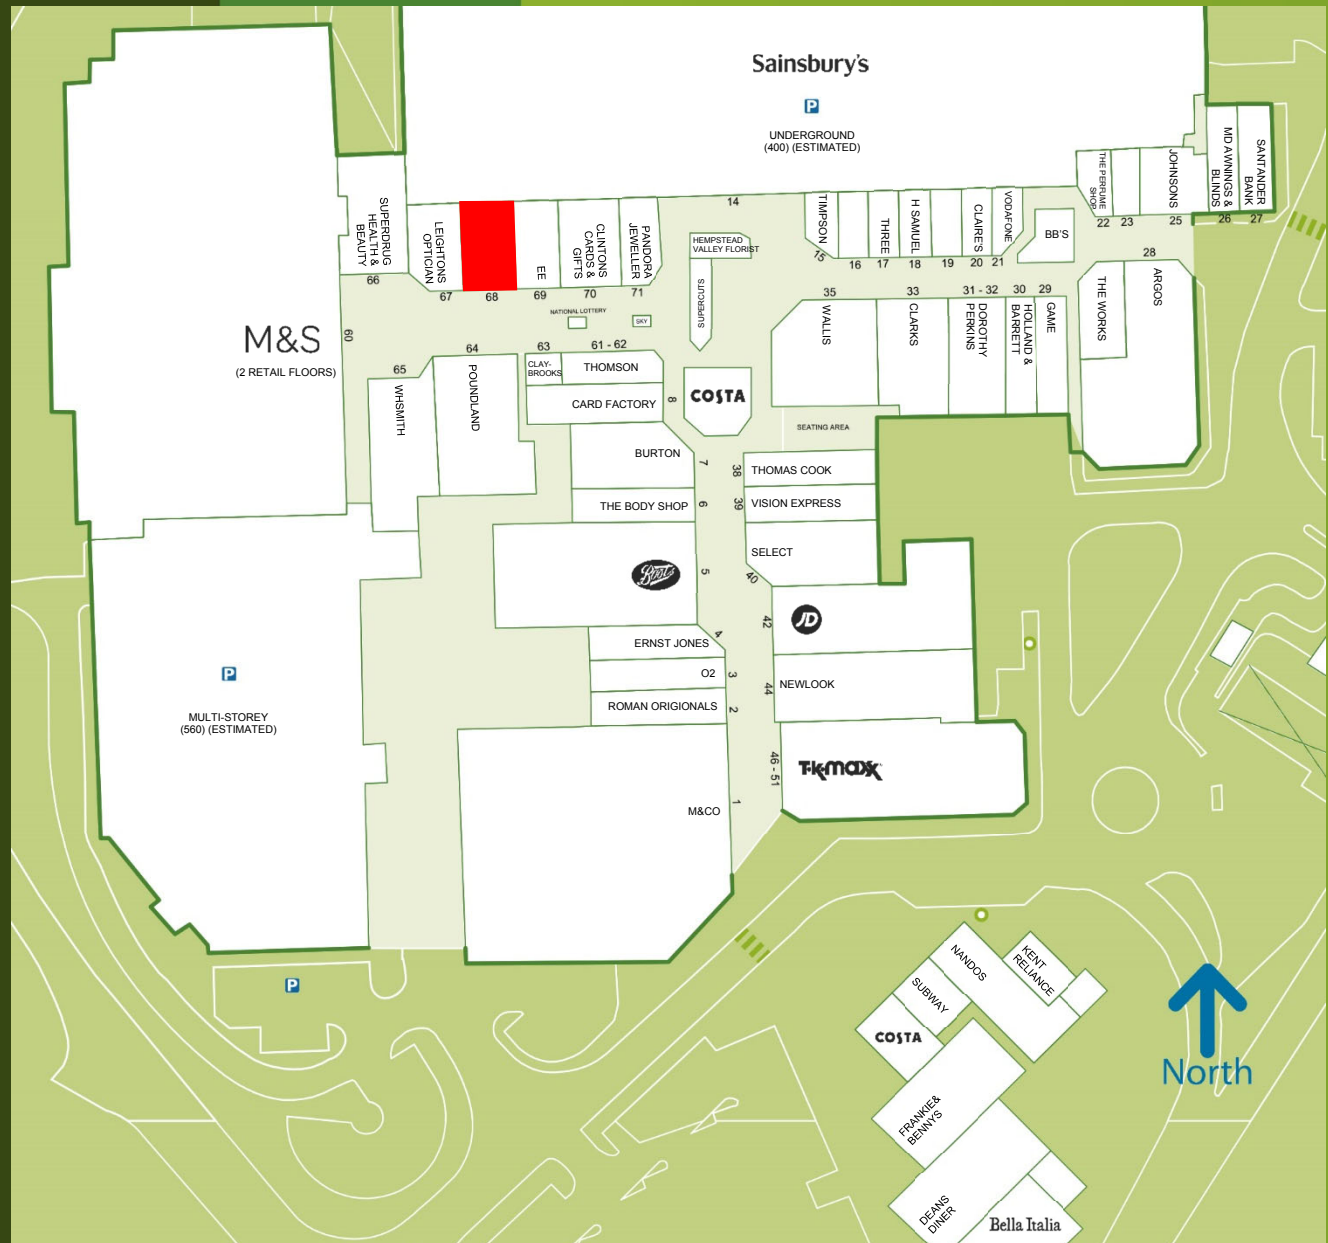 Sainsbury's
P
UNDERGROUND
(400) (ESTIMATED)
SUPERDRUG
HEALTH &
BEAUTY
66
LEIGHTONS
OPTICIAN
67
68
EE
69
CLINTONS
CARDS &
GIFTS
70
PANDORA
JEWELLER
71
14
HEMPSTEAD
VALLEY FLORIST
SUPERCUTS
TIMPSON
15
16
THREE
17
H SAMUEL
18
19
CLAIRE'S
20
VODAFONE
21
BB'S
THE PERFUME
SHOP
22
23
JOHNSONS
25
MD AWNINGS &
BLINDS
26
SANTANDER
BANK
27
28
NATIONAL LOTTERY
SKY
M&S
(2 RETAIL FLOORS)
60
65
WHSMITH
64
POUNDLAND
63
CLAY-
BROOKS
61 - 62
THOMSON
CARD FACTORY
8
COSTA
35
WALLIS
33
CLARKS
31 - 32
DOROTHY
PERKINS
30
HOLLAND &
BARRETT
29
GAME
THE WORKS
ARGOS
SEATING AREA
BURTON
7
THE BODY SHOP
6
Boots
5
ERNST JONES
4
O2
3
ROMAN ORIGIONALS
2
M&CO
1
38
THOMAS COOK
39
VISION EXPRESS
SELECT
40
42
JD
44
NEWLOOK
46 - 51
T·K·maxx
P
MULTI-STOREY
(560) (ESTIMATED)
P
NANDOS
KENT
RELIANCE
SUBWAY
COSTA
FRANKIE&
BENNYS
DEANS
DINER
Bella Italia
North